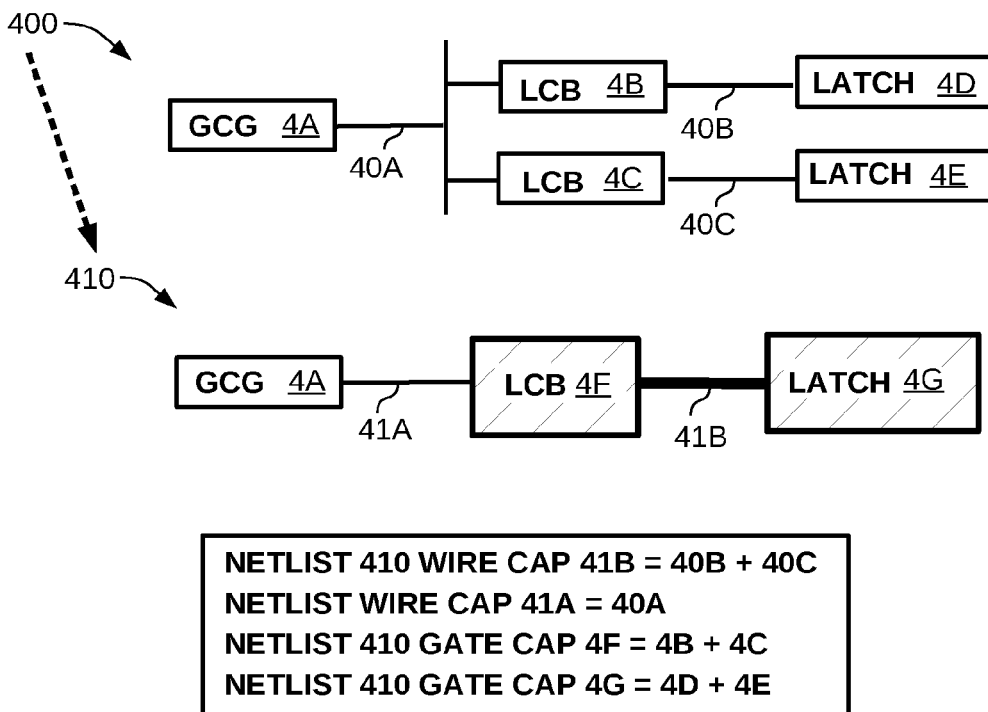 400
LCB 4B
LATCH 4D
GCG 4A
40A
40B
LCB 4C
LATCH 4E
40C
410
GCG 4A
LCB 4F
LATCH 4G
41A
41B
NETLIST 410 WIRE CAP 41B = 40B + 40C
NETLIST WIRE CAP 41A = 40A
NETLIST 410 GATE CAP 4F = 4B + 4C
NETLIST 410 GATE CAP 4G = 4D + 4E